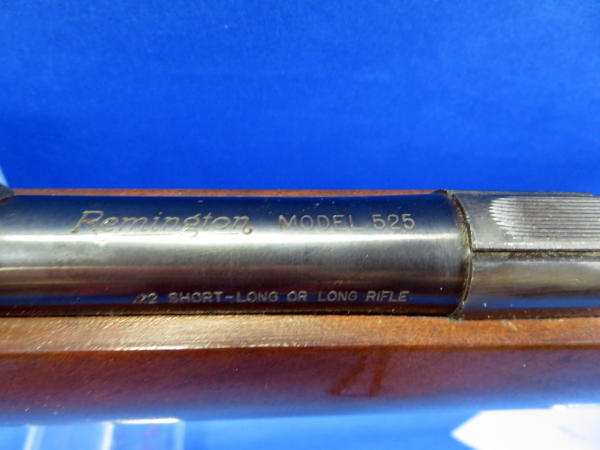 Remington MODEL 525
.22 SHORT-LONG OR LONG RIFLE